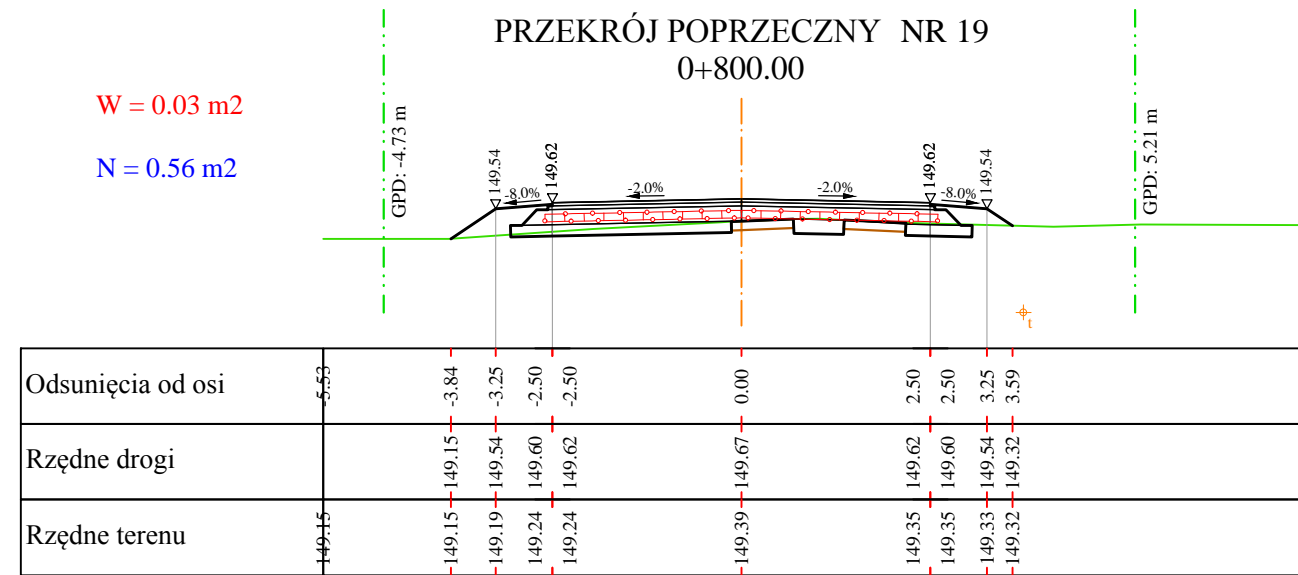 PRZEKRÓJ POPRZECZNY NR 19
0+800.00
W = 0.03 m2
N = 0.56 m2
GPD: -4.73 m
149.54
149.62
149.62
149.54
GPD: 5.21 m
-8.0%
-2.0%
-2.0%
-8.0%
t
Odsunięcia od osi -5.53 -3.84 -3.25 -2.50 -2.50 0.00 2.50 2.50 3.25 3.59
Rzędne drogi 149.15 149.54 149.60 149.62 149.67 149.62 149.60 149.54 149.32
Rzędne terenu 149.15 149.15 149.19 149.24 149.24 149.39 149.35 149.35 149.33 149.32